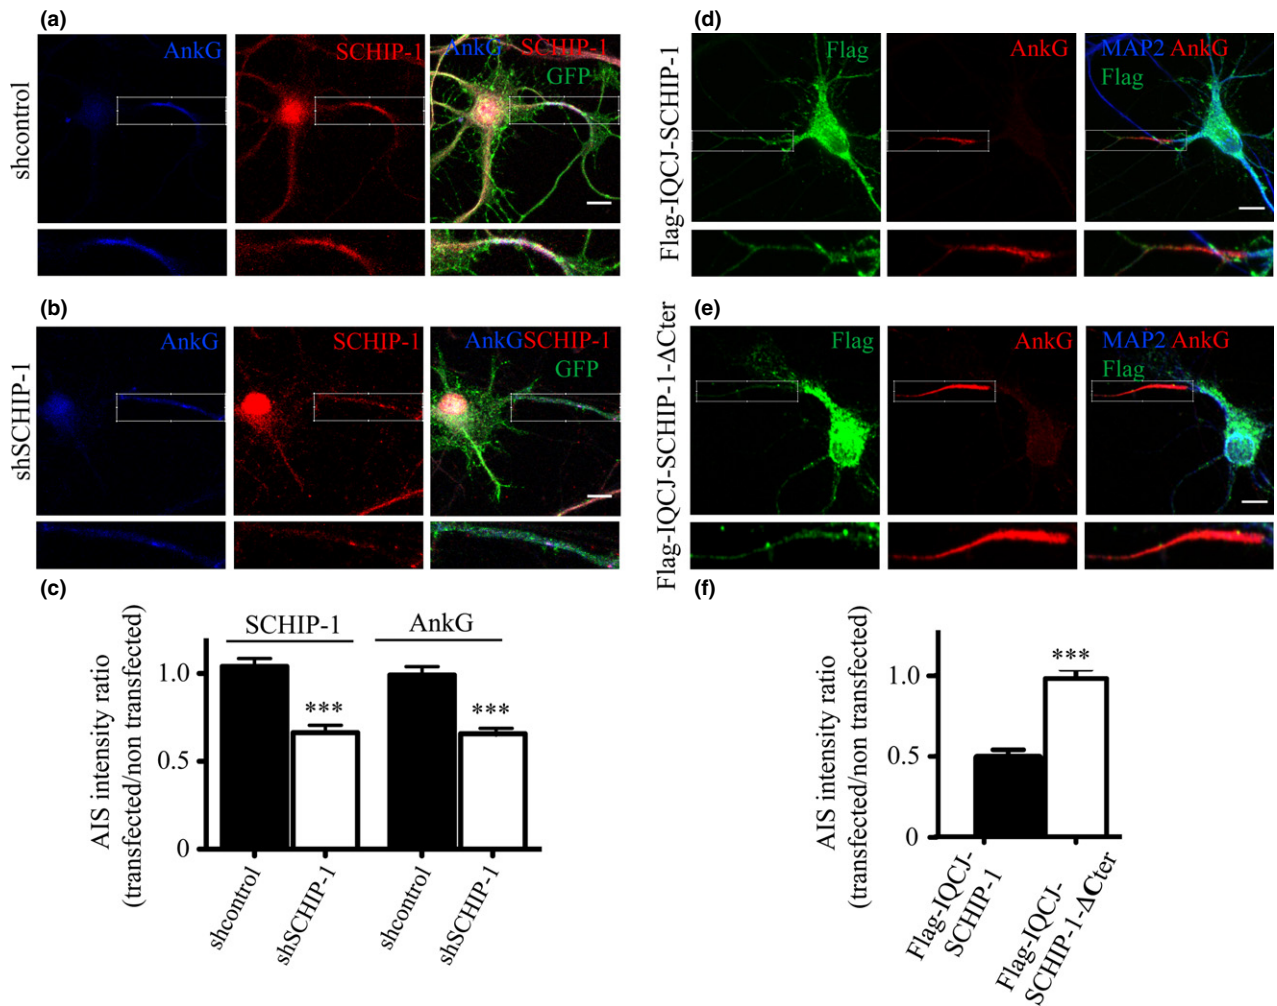 (a)
shcontrol
AnkG
SCHIP-1
AnkG SCHIP-1
GFP
(b)
shSCHIP-1
AnkG
SCHIP-1
AnkGSCHIP-1
GFP
(c)
AIS intensity ratio
(transfected/non transfected)
SCHIP-1
AnkG
1.0
0.5
0
***
***
shcontrol
shSCHIP-1
shcontrol
shSCHIP-1
(d)
Flag-IQCJ-SCHIP-1
Flag
AnkG
MAP2 AnkG
Flag
(e)
Flag-IQCJ-SCHIP-1-ΔCter
Flag
AnkG
MAP2 AnkG
Flag
(f)
AIS intensity ratio
(transfected/non transfected)
1.0
0.5
0
***
Flag-IQCJ-
SCHIP-1
Flag-IQCJ-
SCHIP-1-ΔCter